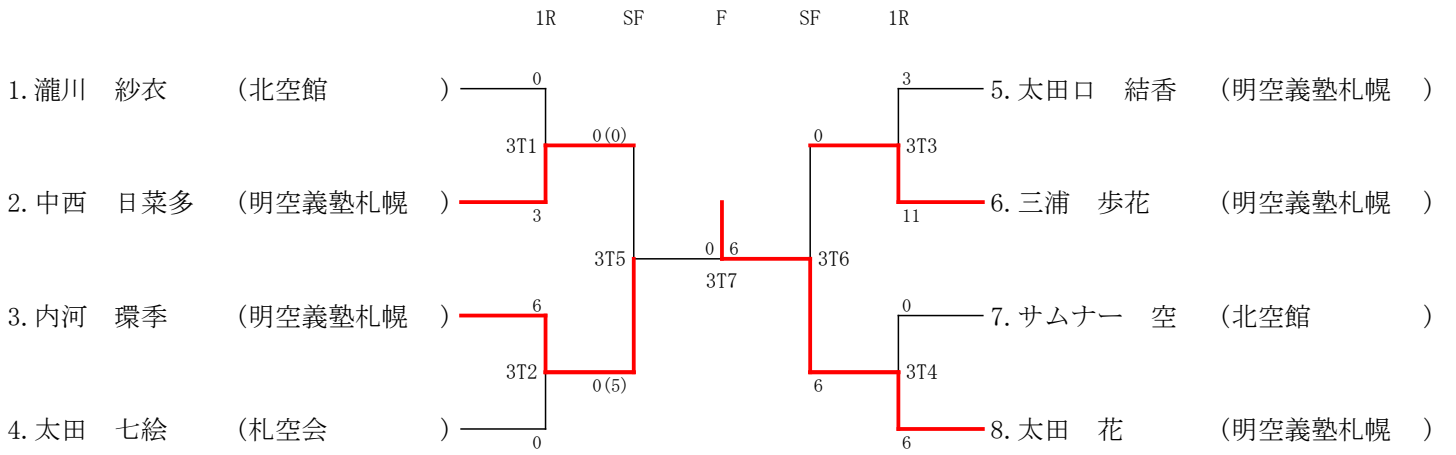 1R SF F SF 1R
0 3
1.瀧川 紗衣 (北空館 ) 5.太田口 結香 (明空義塾札幌 )
0(0) 0
3T1 3T3
2.中西 日菜多 (明空義塾札幌 ) 6.三浦 歩花 (明空義塾札幌 )
3 11
0 6
3T5 3T6
3T7
6 0
3.内河 環季 (明空義塾札幌 ) 7.サムナー 空 (北空館 )
3T2 3T4
0(5) 6
4.太田 七絵 (札空会 ) 8.太田 花 (明空義塾札幌 )
0 6